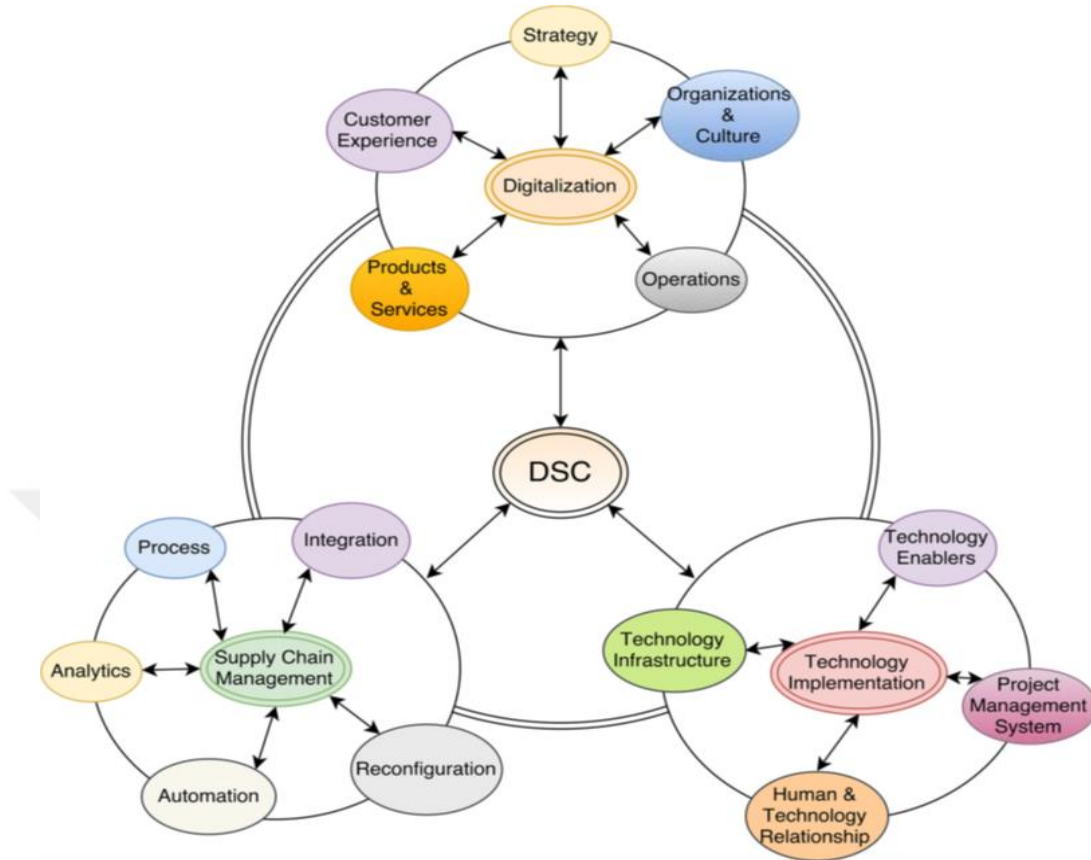 Strategy
Organizations
&
Culture
Customer
Experience
Digitalization
Products
&
Services
Operations
DSC
Process
Integration
Analytics
Supply Chain
Management
Automation
Reconfiguration
Technology
Enablers
Technology
Infrastructure
Technology
Implementation
Project
Management
System
Human &
Technology
Relationship